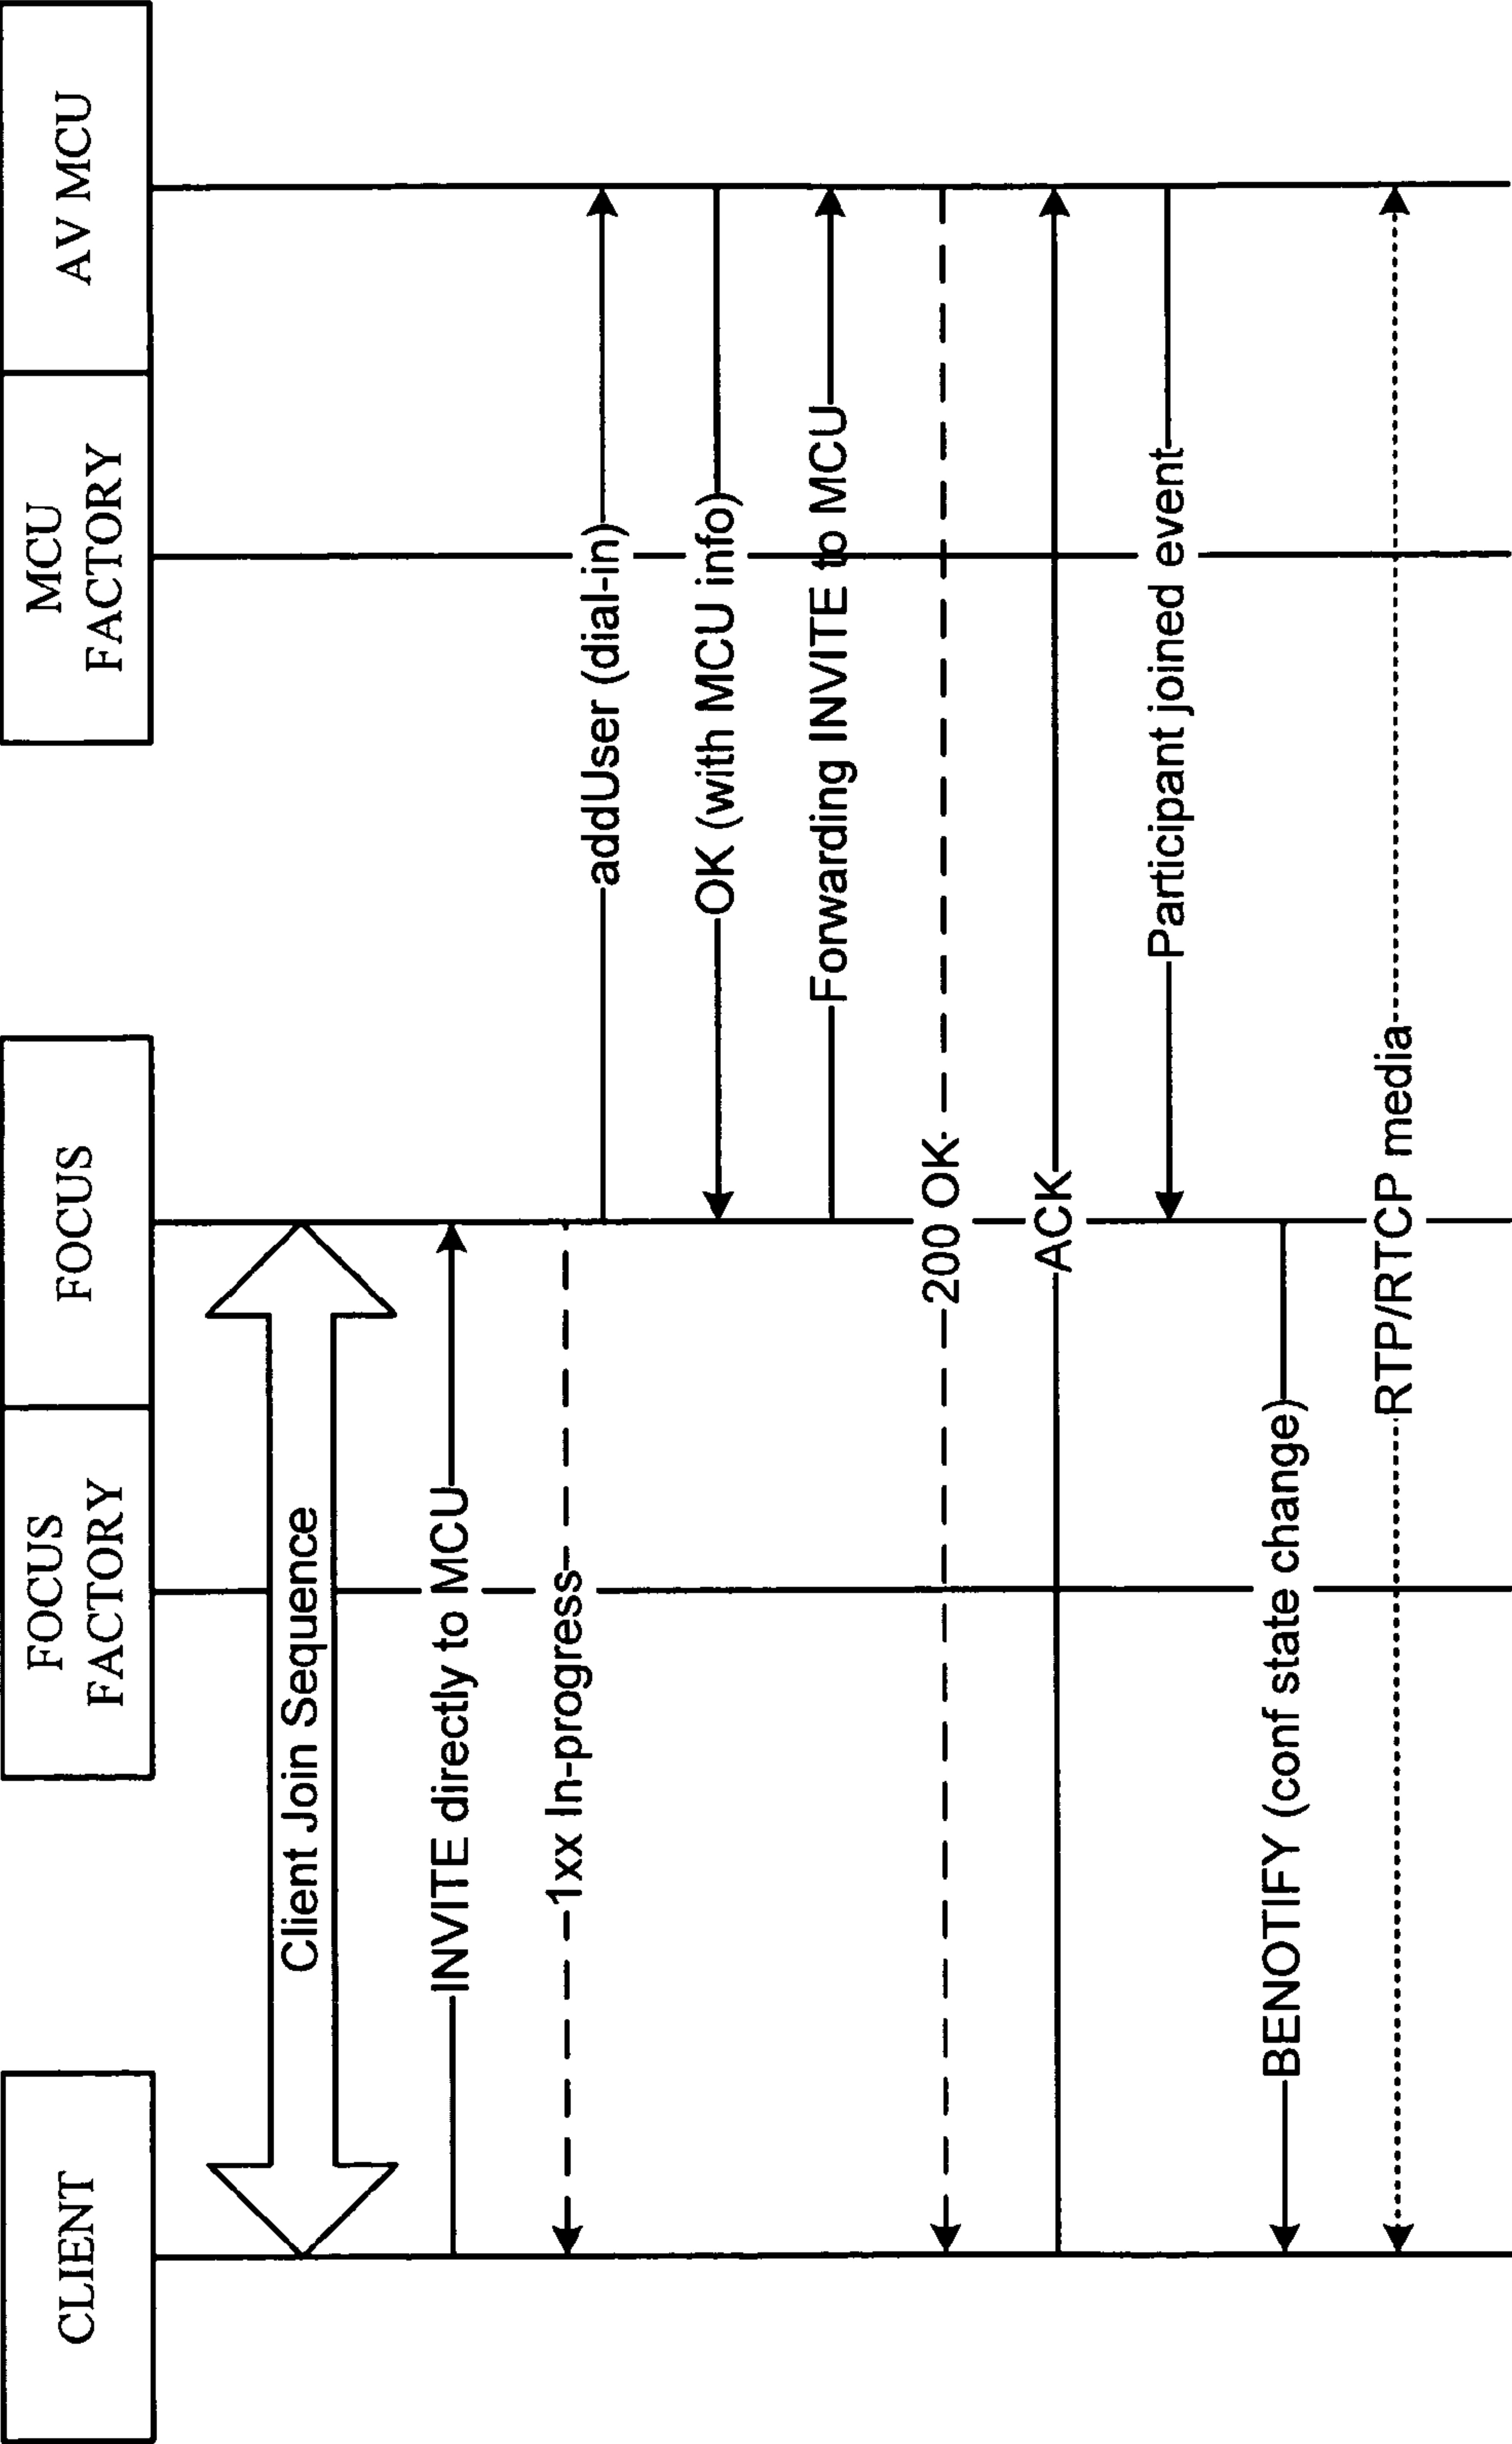 CLIENT
FOCUS
FACTORY
FOCUS
MCU
FACTORY
AV MCU
Client Join Sequence
INVITE directly to MCU
1xx In-progress
addUser (dial-in)
OK (with MCU info)
Forwarding INVITE to MCU
200 OK
ACK
Participant joined event
BENOTIFY (conf state change)
RTP/RTCP media